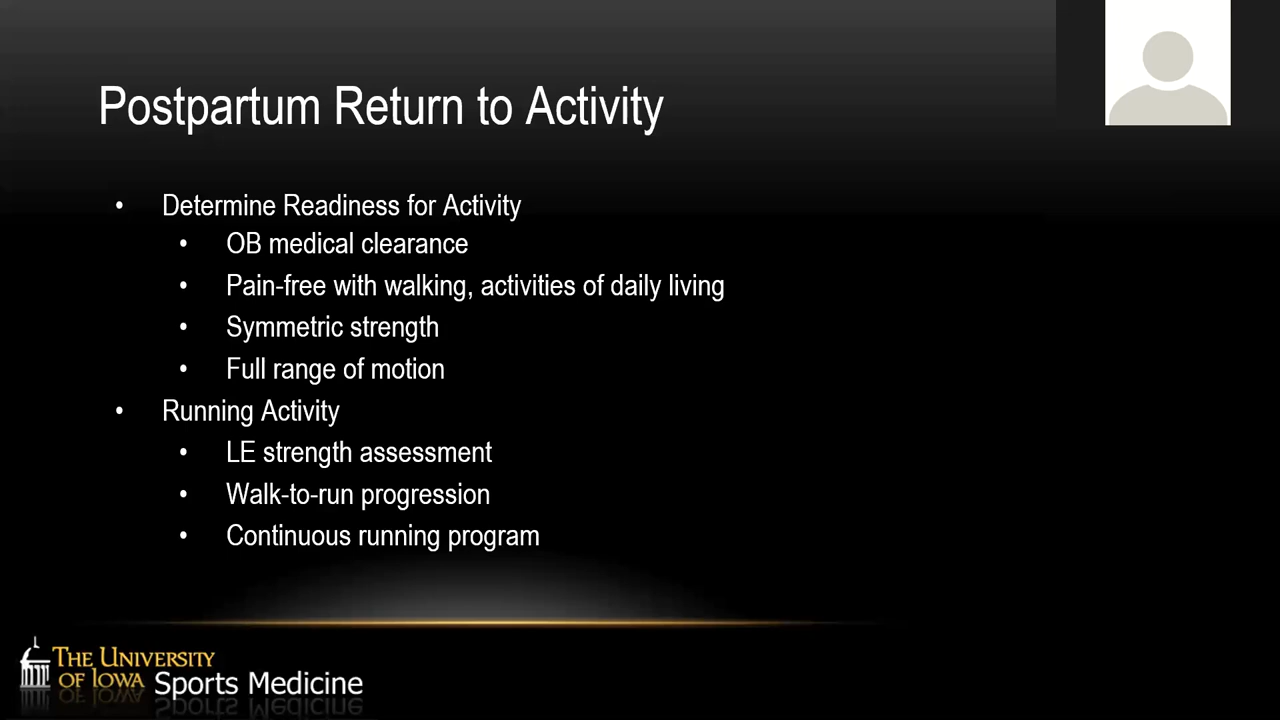 Postpartum Return to Activity
• Determine Readiness for Activity
• OB medical clearance
• Pain-free with walking, activities of daily living
• Symmetric strength
• Full range of motion
• Running Activity
• LE strength assessment
• Walk-to-run progression
• Continuous running program
THE UNIVERSITY
OF IOWA Sports Medicine